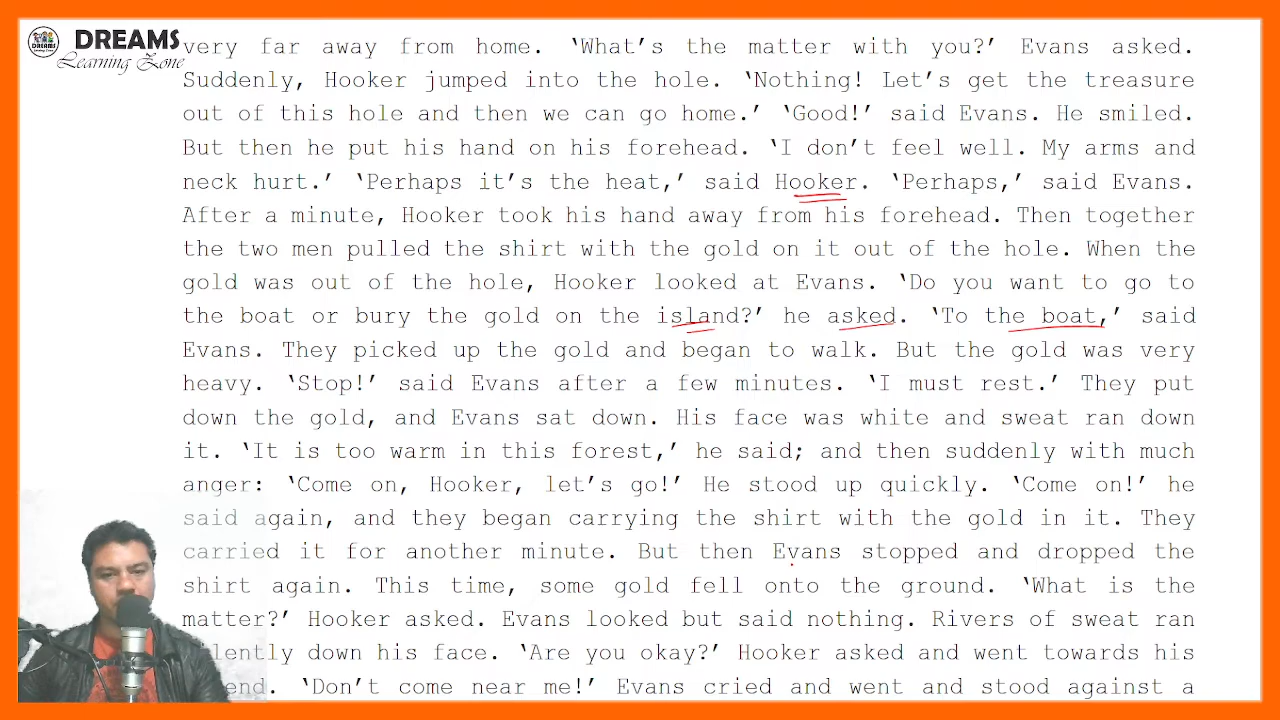 DREAMS
Learning Zone
very far away from home. ‘What’s the matter with you?’ Evans asked.
Suddenly, Hooker jumped into the hole. ‘Nothing! Let’s get the treasure
out of this hole and then we can go home.’ ‘Good!’ said Evans. He smiled.
But then he put his hand on his forehead. ‘I don’t feel well. My arms and
neck hurt.’ ‘Perhaps it’s the heat,’ said Hooker. ‘Perhaps,’ said Evans.
After a minute, Hooker took his hand away from his forehead. Then together
the two men pulled the shirt with the gold on it out of the hole. When the
gold was out of the hole, Hooker looked at Evans. ‘Do you want to go to
the boat or bury the gold on the island?’ he asked. ‘To the boat,’ said
Evans. They picked up the gold and began to walk. But the gold was very
heavy. ‘Stop!’ said Evans after a few minutes. ‘I must rest.’ They put
down the gold, and Evans sat down. His face was white and sweat ran down
it. ‘It is too warm in this forest,’ he said; and then suddenly with much
anger: ‘Come on, Hooker, let’s go!’ He stood up quickly. ‘Come on!’ he
said again, and they began carrying the shirt with the gold in it. They
carried it for another minute. But then Evans stopped and dropped the
shirt again. This time, some gold fell onto the ground. ‘What is the
matter?’ Hooker asked. Evans looked but said nothing. Rivers of sweat ran
down his face. ‘Are you okay?’ Hooker asked and went towards his
‘Don’t come near me!’ Evans cried and went and stood against a